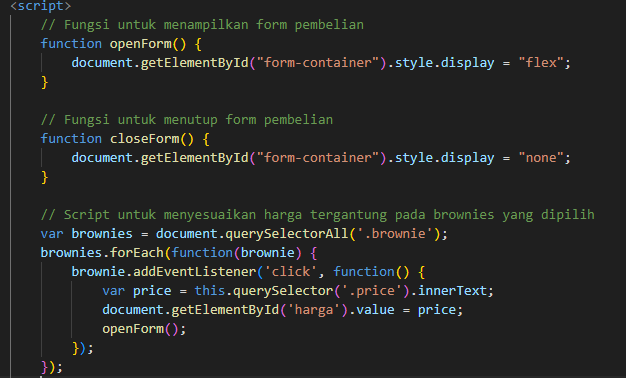 <script>
// Fungsi untuk menampilkan form pembelian
function openForm() {
document.getElementById("form-container").style.display = "flex";
}
// Fungsi untuk menutup form pembelian
function closeForm() {
document.getElementById("form-container").style.display = "none";
}
// Script untuk menyesuaikan harga tergantung pada brownies yang dipilih
var brownies = document.querySelectorAll('.brownie');
brownies.forEach(function(brownie) {
brownie.addEventListener('click', function() {
var price = this.querySelector('.price').innerText;
document.getElementById('harga').value = price;
openForm();
});
});